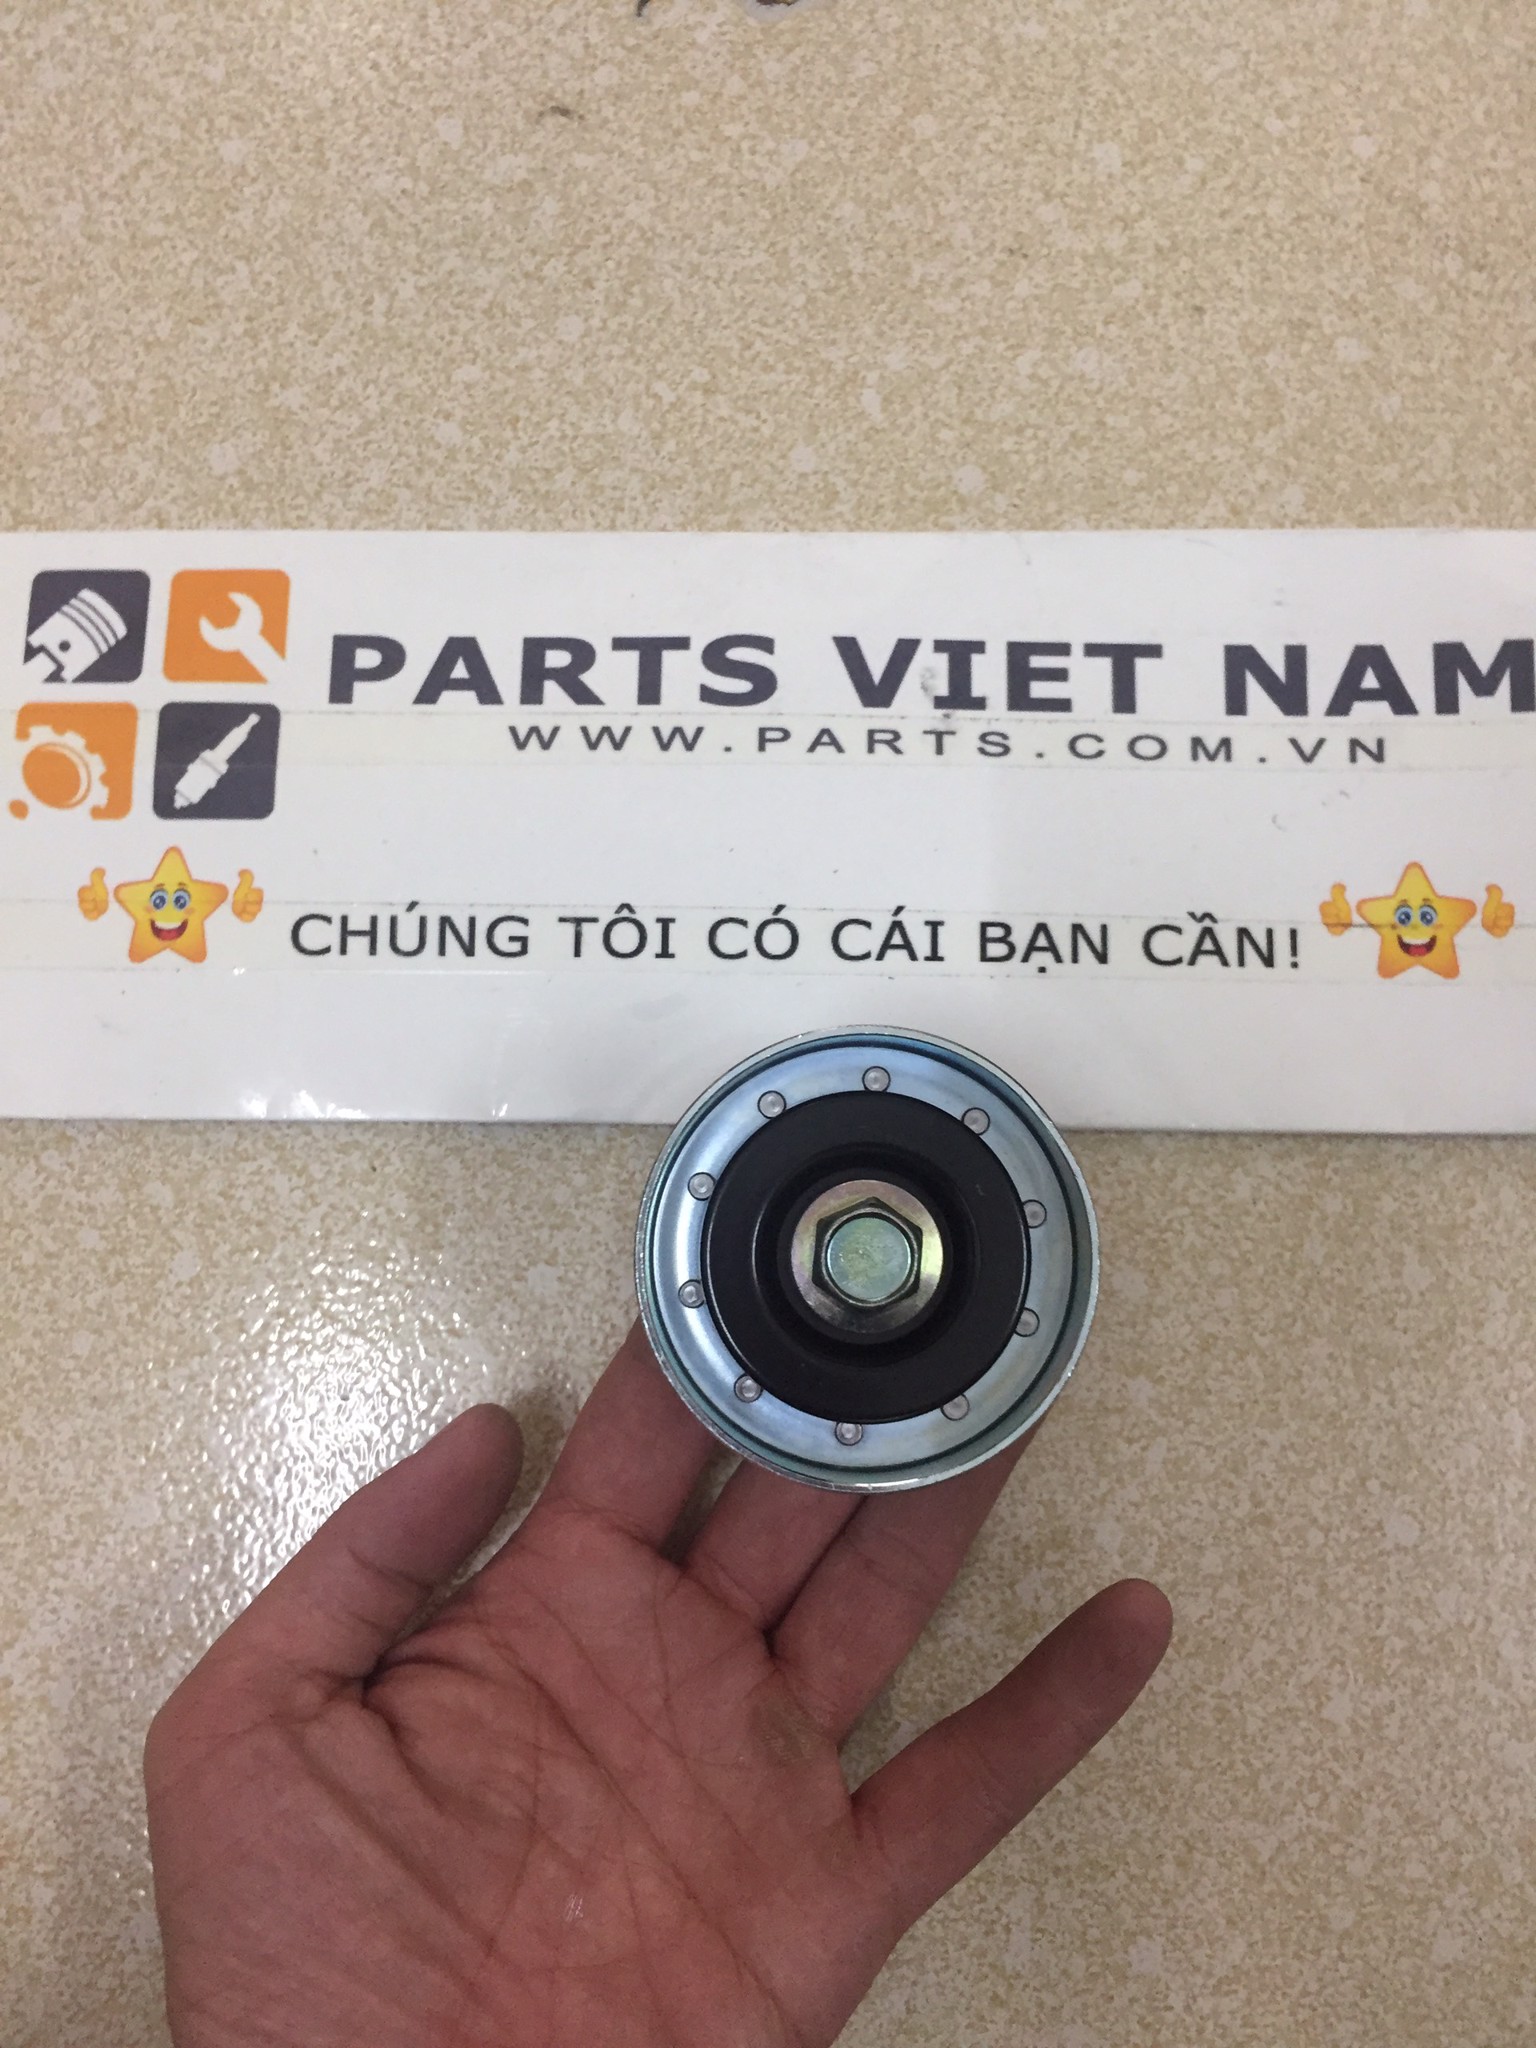 PARTS VIET NAM
WWW.PARTS.COM.VN
CHÚNG TÔI CÓ CÁI BẠN CẦN!